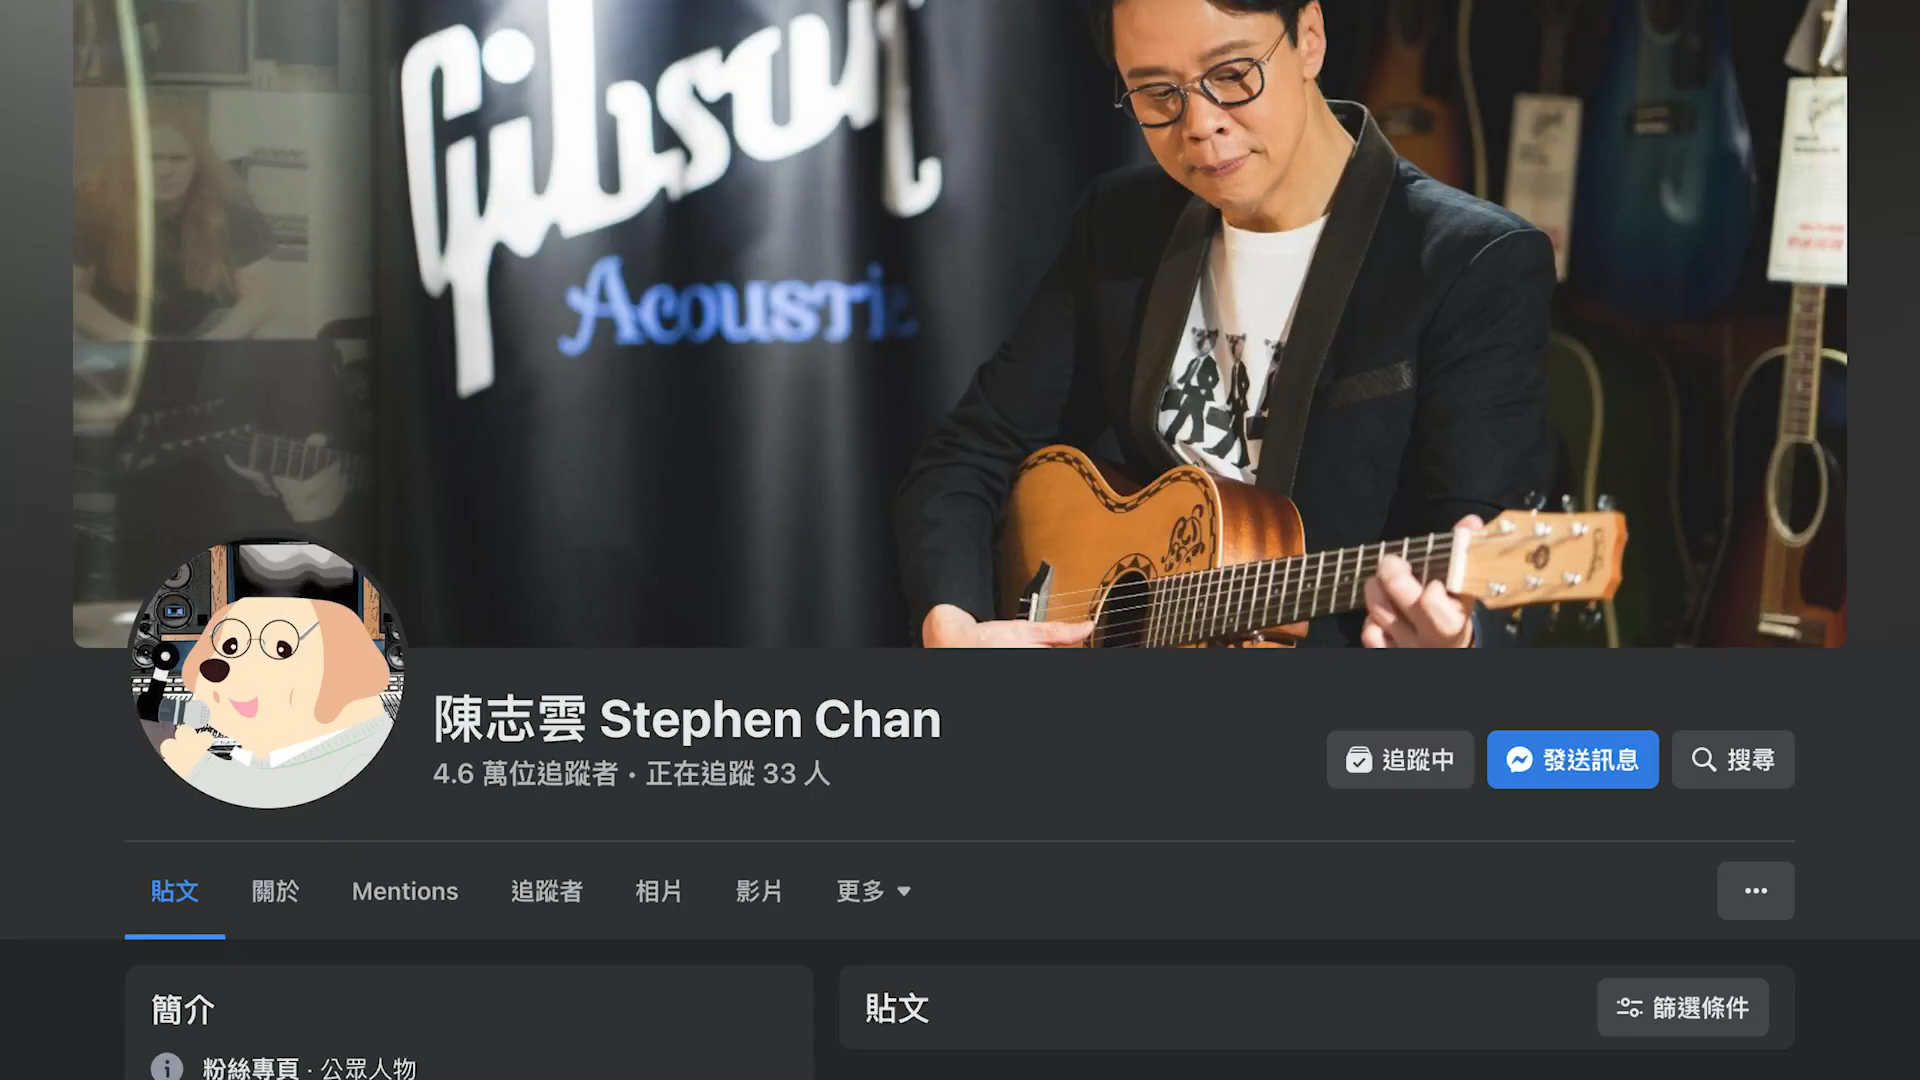 Gibson
Acoustic
陳志雲 Stephen Chan
4.6 萬位追蹤者 · 正在追蹤 33 人
追蹤中
發送訊息
搜尋
貼文
關於
Mentions
追蹤者
相片
影片
更多
簡介
貼文
篩選條件
粉絲專頁 · 公眾人物